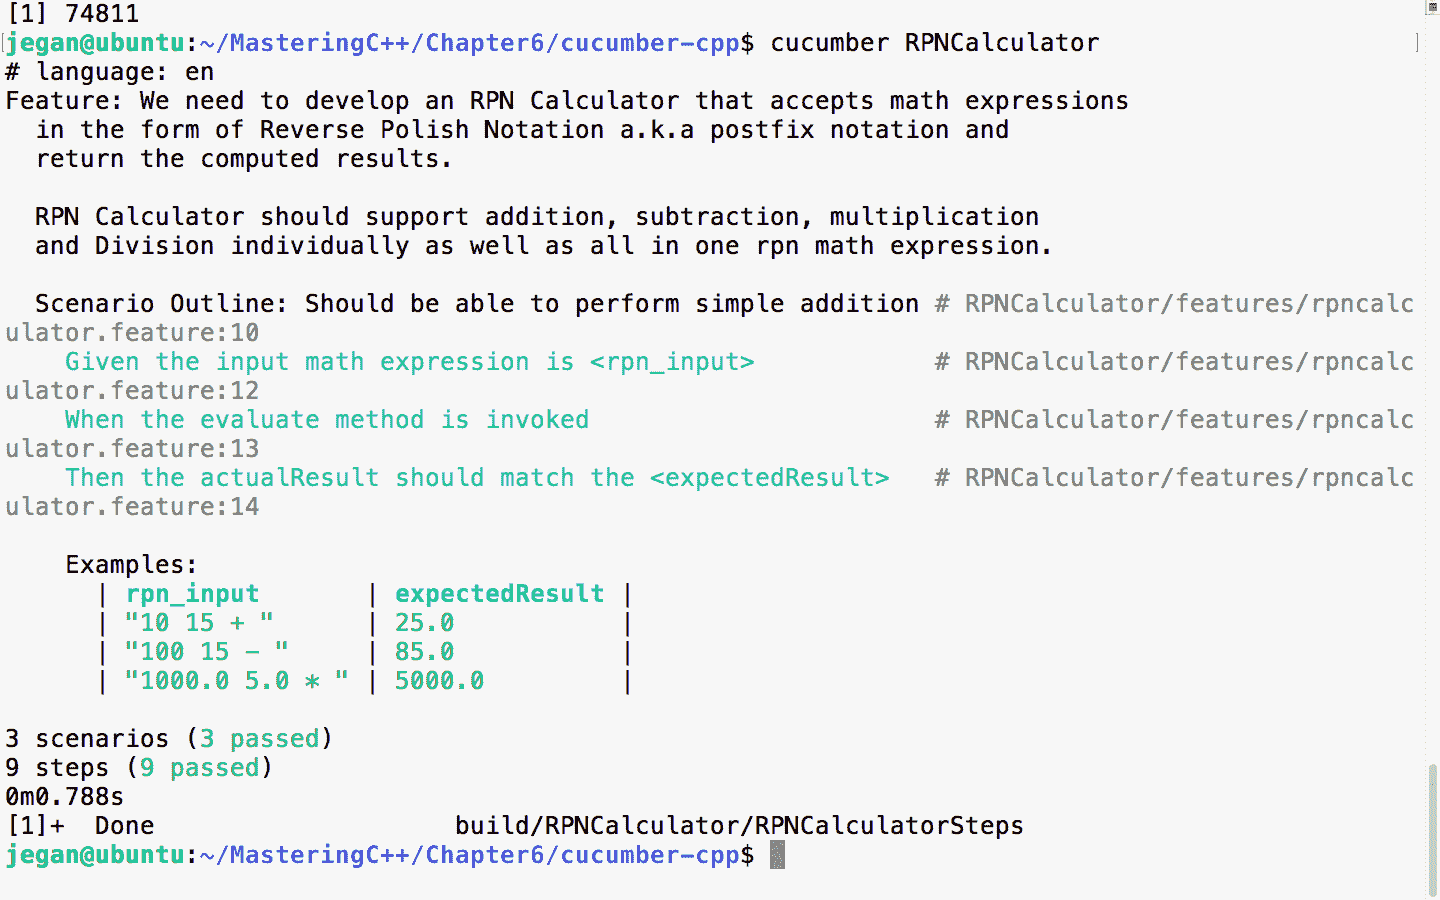 [1] 74811
jegan@ubuntu:~/MasteringC++/Chapter6/cucumber-cpp$ cucumber RPNCalculator
# language: en
Feature: We need to develop an RPN Calculator that accepts math expressions
  in the form of Reverse Polish Notation a.k.a postfix notation and
  return the computed results.
  RPN Calculator should support addition, subtraction, multiplication
  and Division individually as well as all in one rpn math expression.
  Scenario Outline: Should be able to perform simple addition # RPNCalculator/features/rpncalc
ulator.feature:10
    Given the input math expression is <rpn_input>            # RPNCalculator/features/rpncalc
ulator.feature:12
    When the evaluate method is invoked                       # RPNCalculator/features/rpncalc
ulator.feature:13
    Then the actualResult should match the <expectedResult>   # RPNCalculator/features/rpncalc
ulator.feature:14
    Examples:
      | rpn_input       | expectedResult |
      | "10 15 + "      | 25.0           |
      | "100 15 - "     | 85.0           |
      | "1000.0 5.0 * " | 5000.0         |
3 scenarios (3 passed)
9 steps (9 passed)
0m0.788s
[1]+  Done                    build/RPNCalculator/RPNCalculatorSteps
jegan@ubuntu:~/MasteringC++/Chapter6/cucumber-cpp$